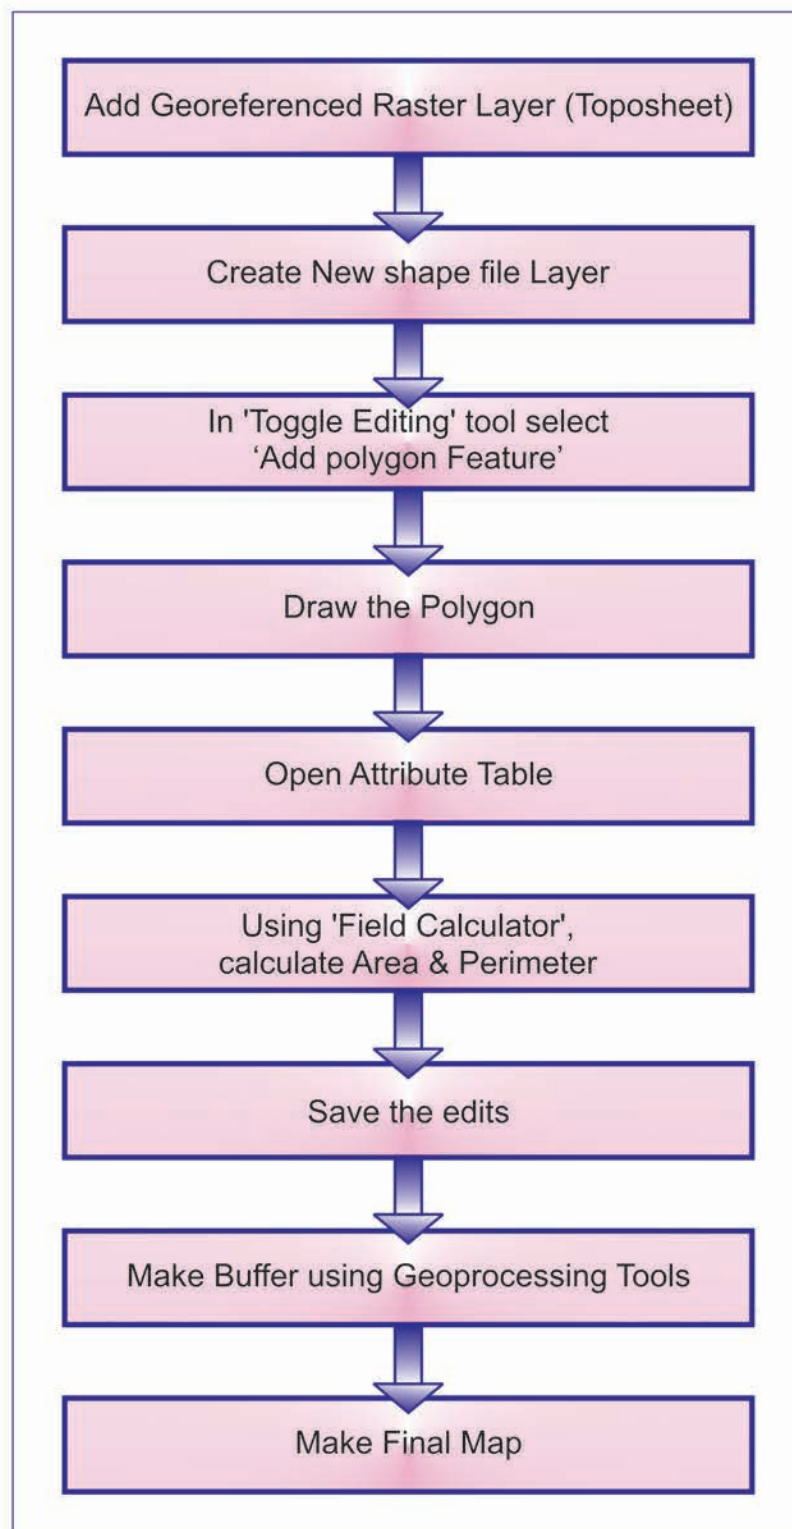 Add Georeferenced Raster Layer (Toposheet)
Create New shape file Layer
In 'Toggle Editing' tool select
‘Add polygon Feature’
Draw the Polygon
Open Attribute Table
Using 'Field Calculator',
calculate Area & Perimeter
Save the edits
Make Buffer using Geoprocessing Tools
Make Final Map